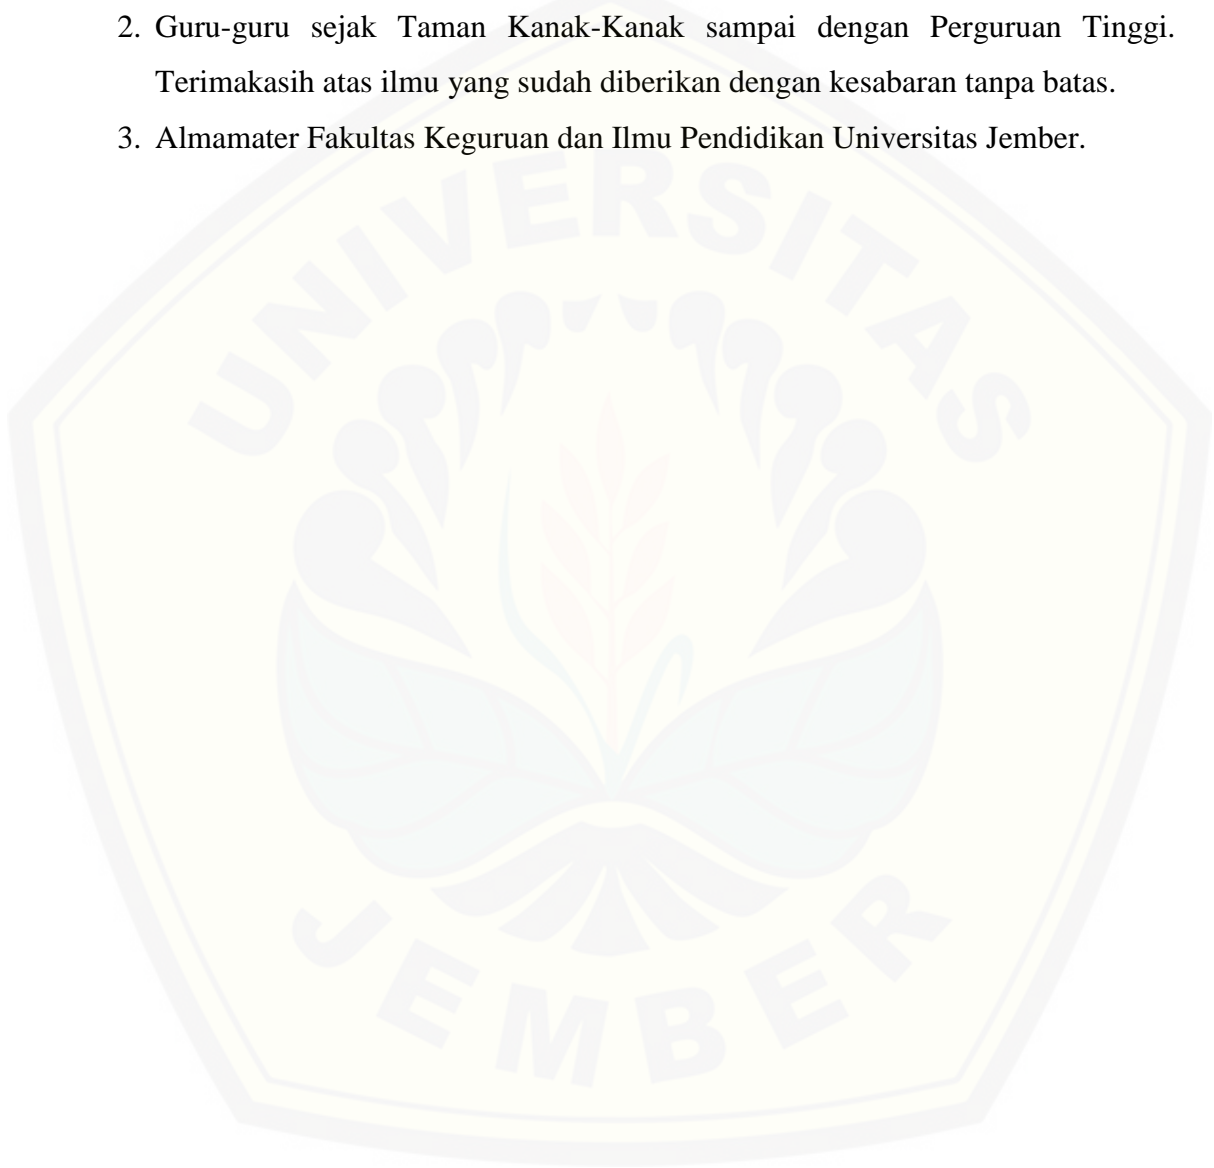 2. Guru-guru sejak Taman Kanak-Kanak sampai dengan Perguruan Tinggi.
Terimakasih atas ilmu yang sudah diberikan dengan kesabaran tanpa batas.
3. Almamater Fakultas Keguruan dan Ilmu Pendidikan Universitas Jember.
UNIVERSITAS
JEMBER